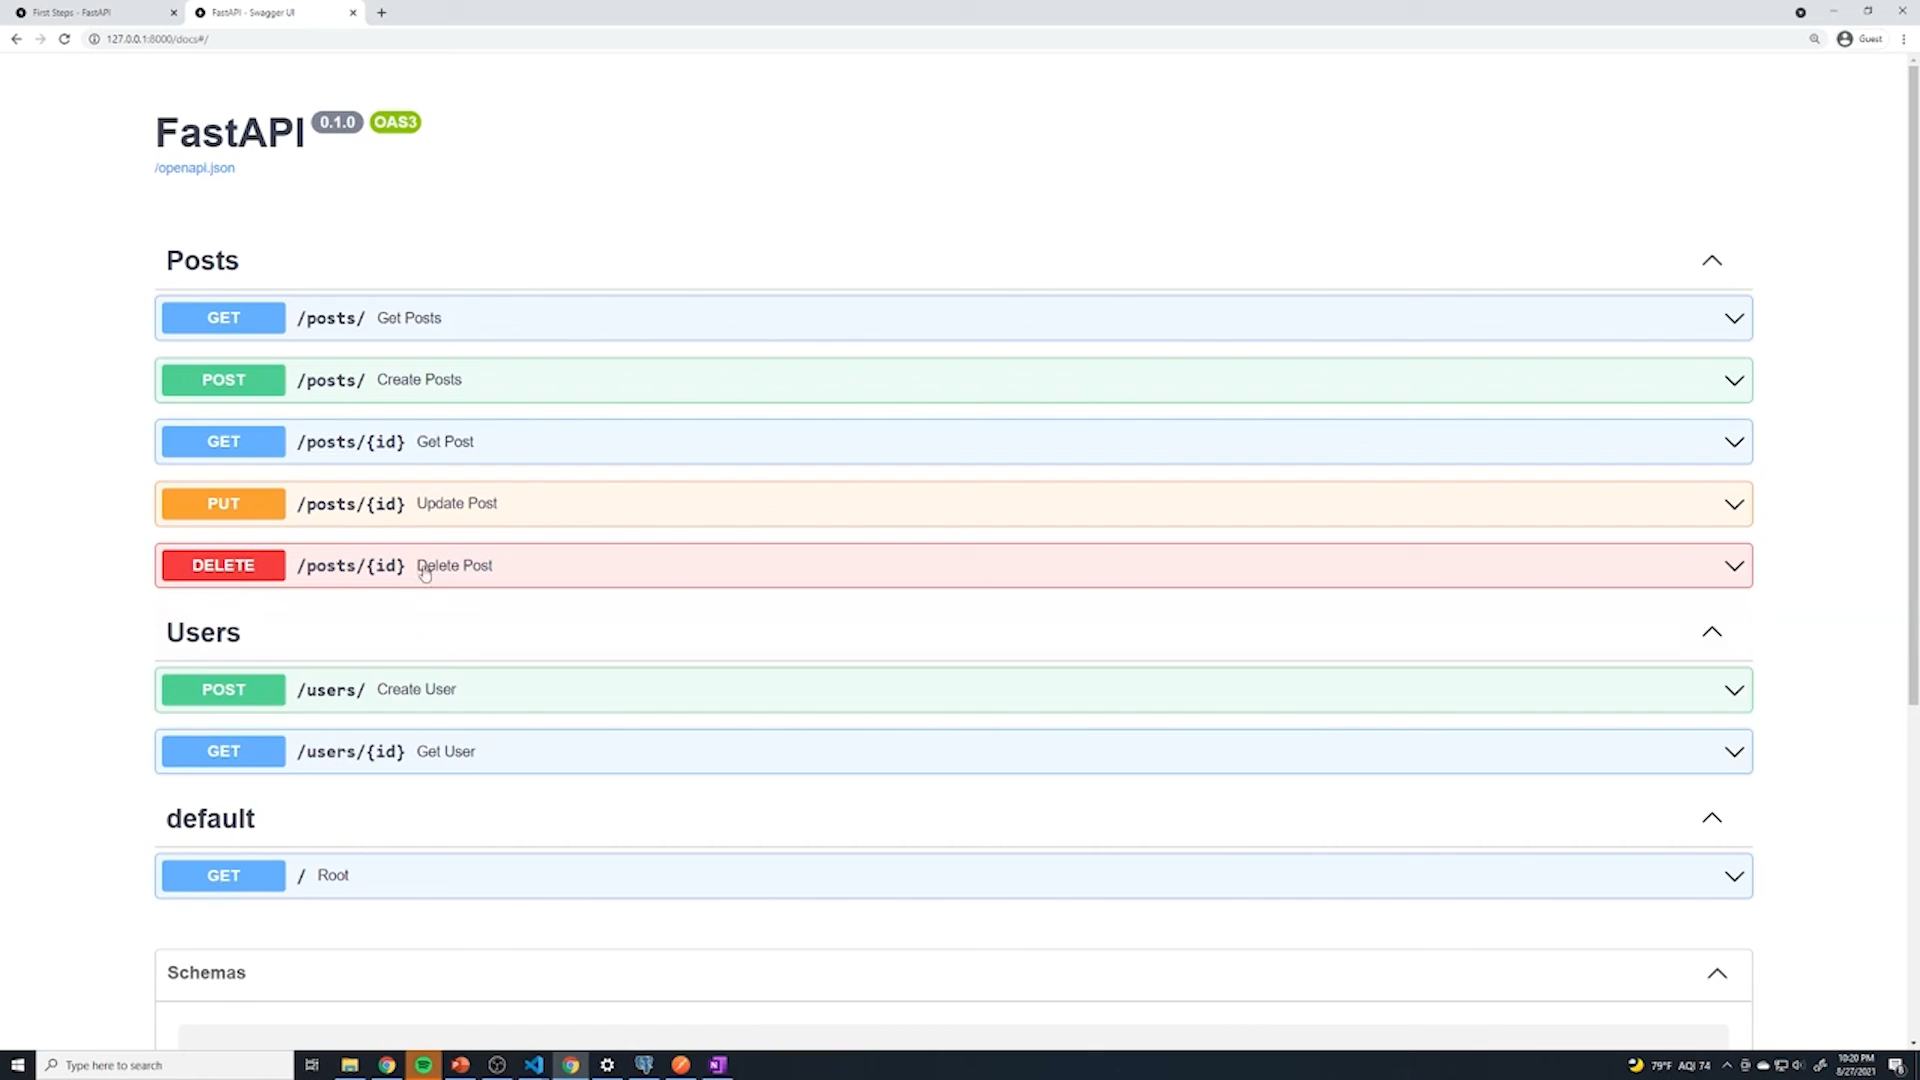 First Steps - FastAPI
FastAPI - Swagger UI
127.0.0.1:8000/docs#/
Guest
FastAPI 0.1.0 OAS3
/openapi.json
Posts
GET /posts/ Get Posts
POST /posts/ Create Posts
GET /posts/{id} Get Post
PUT /posts/{id} Update Post
DELETE /posts/{id} Delete Post
Users
POST /users/ Create User
GET /users/{id} Get User
default
GET / Root
Schemas
Type here to search
79°F AQI 74
10:20 PM
8/27/2021